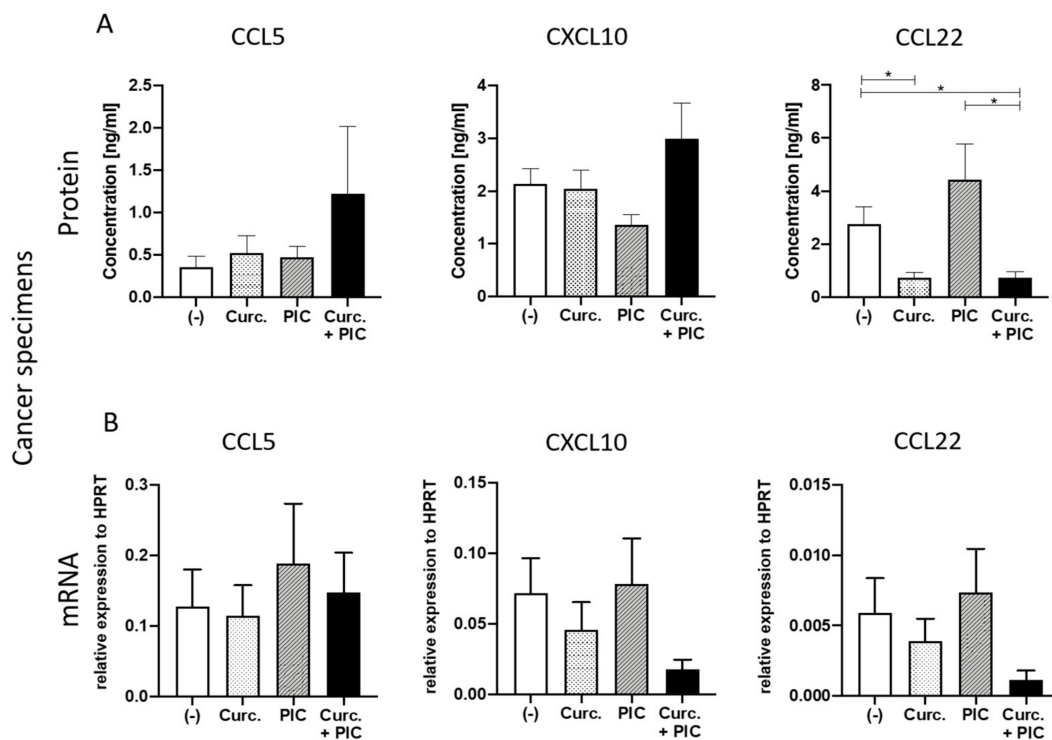 A
CCL5
CXCL10
CCL22
Cancer specimens
Protein
Concentration [ng/ml]
2.5
2.0
1.5
1.0
0.5
0.0
(-)
Curc.
PIC
Curc.
+ PIC
Concentration [ng/ml]
4
3
2
1
0
(-)
Curc.
PIC
Curc.
+ PIC
Concentration [ng/ml]
8
6
4
2
0
*
*
*
(-)
Curc.
PIC
Curc.
+ PIC
B
CCL5
CXCL10
CCL22
mRNA
relative expression to HPRT
0.3
0.2
0.1
0.0
(-)
Curc.
PIC
Curc.
+ PIC
relative expression to HPRT
0.15
0.10
0.05
0.00
(-)
Curc.
PIC
Curc.
+ PIC
relative expression to HPRT
0.015
0.010
0.005
0.000
(-)
Curc.
PIC
Curc.
+ PIC